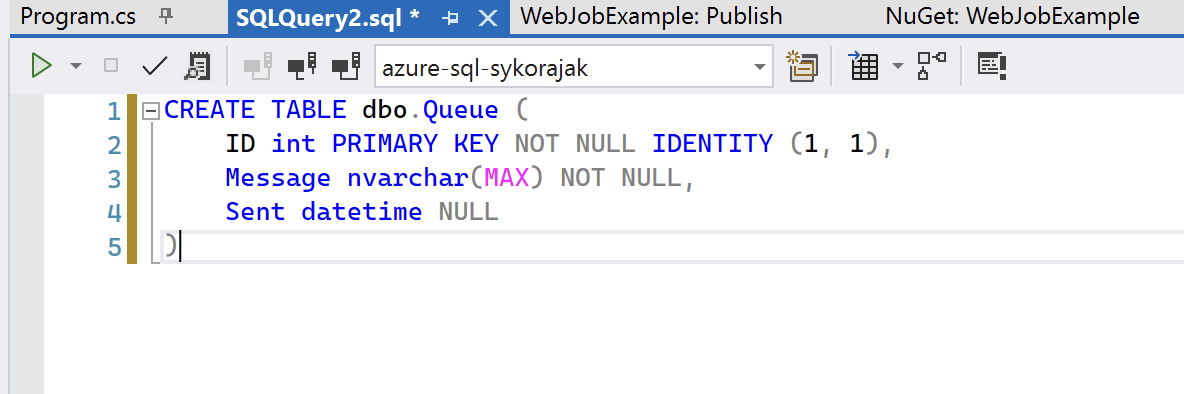 Program.cs SQLQuery2.sql * WebJobExample: Publish NuGet: WebJobExample
azure-sql-sykorajak
1 CREATE TABLE dbo.Queue (
2 ID int PRIMARY KEY NOT NULL IDENTITY (1, 1),
3 Message nvarchar(MAX) NOT NULL,
4 Sent datetime NULL
5 )